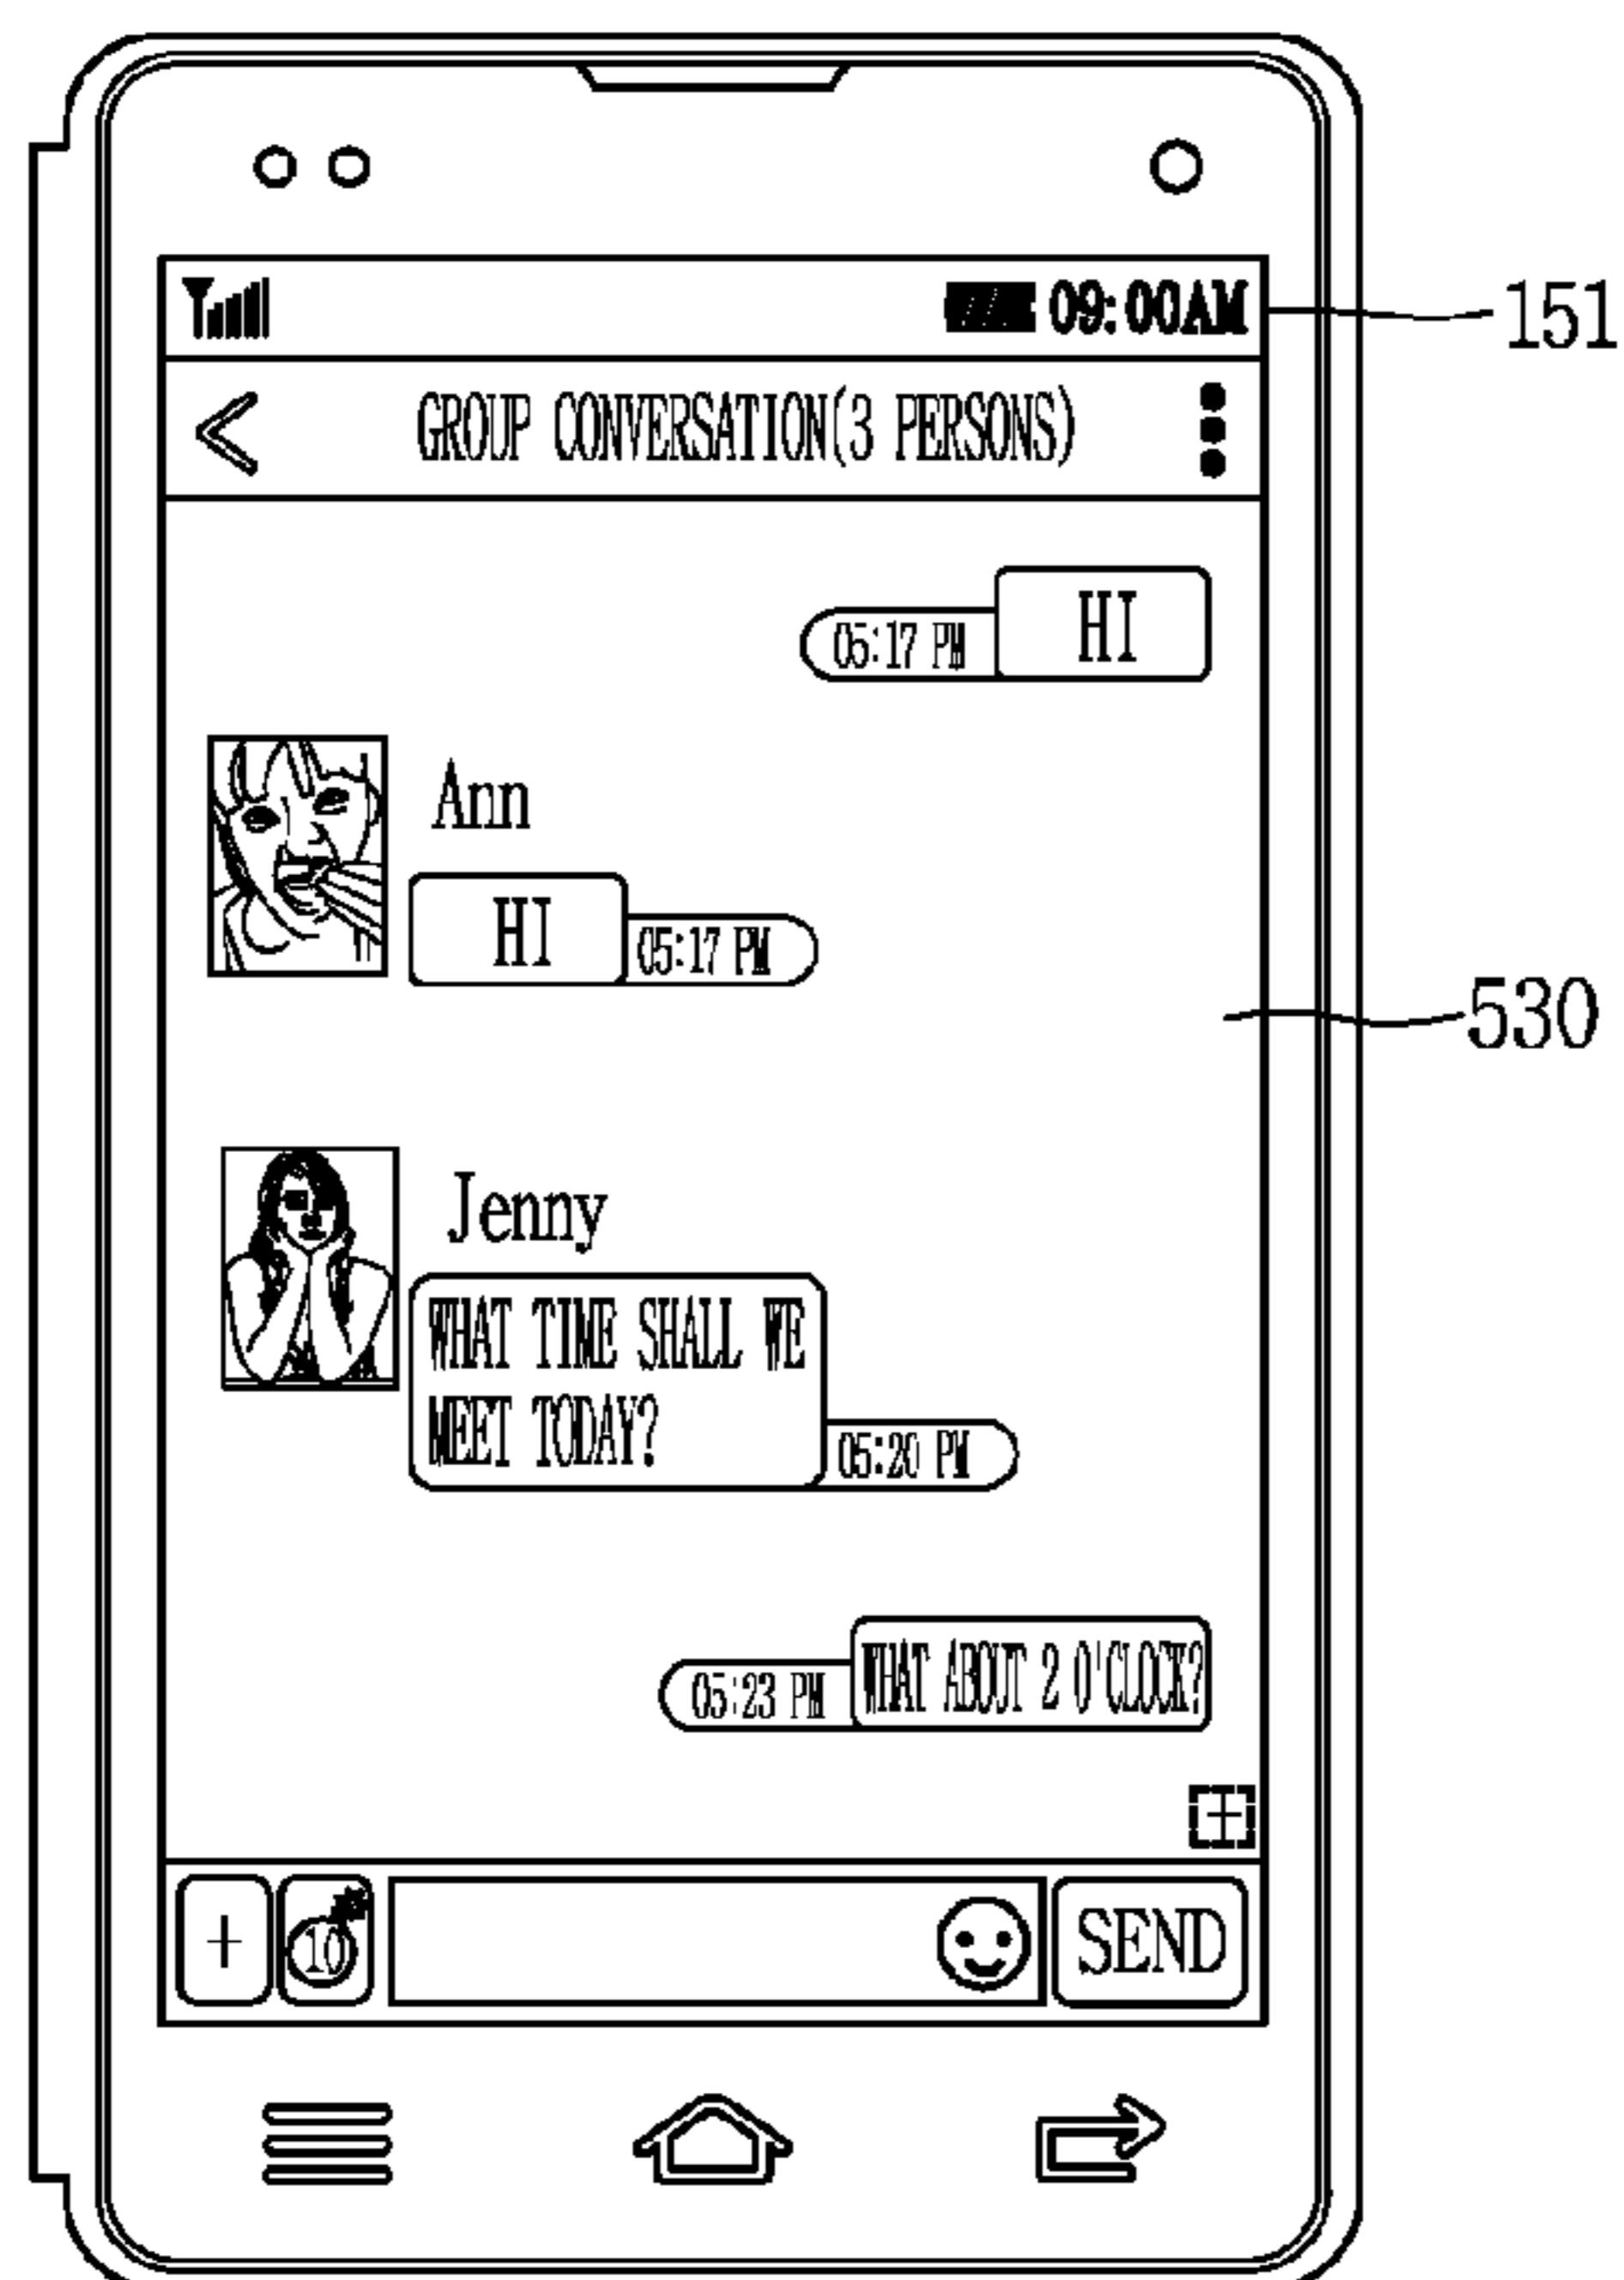 09:00AM
151
GROUP CONVERSATION(3 PERSONS)
HI
05:17 PM
Ann
HI
05:17 PM
530
Jenny
WHAT TIME SHALL WE
MEET TODAY?
05:20 PM
WHAT ABOUT 2 O'CLOCK?
05:23 PM
+
+
10
SEND